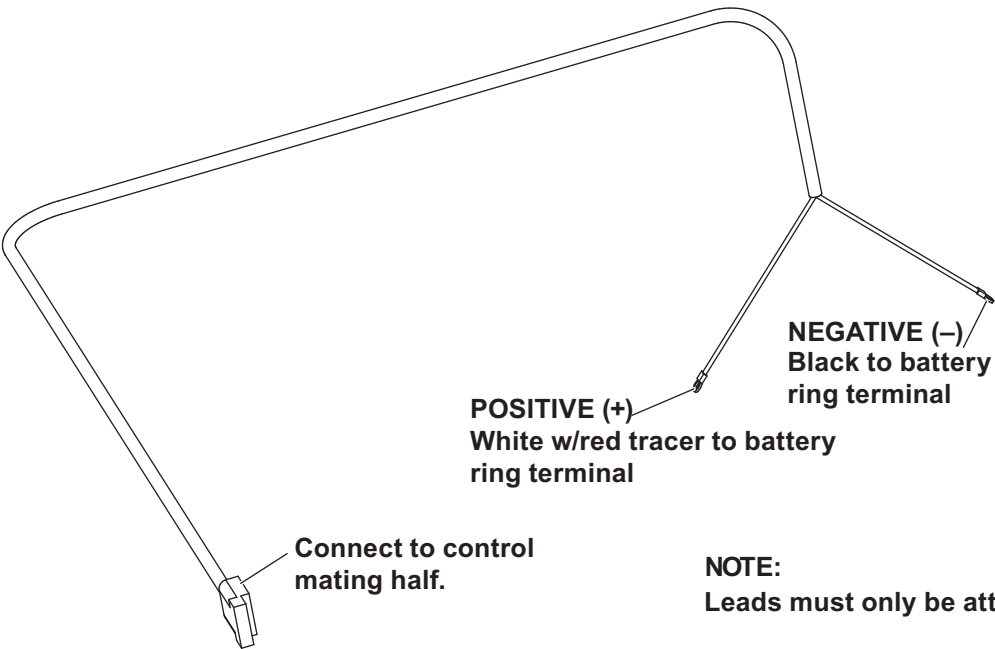 NEGATIVE (–)
Black to battery
ring terminal
POSITIVE (+)
White w/red tracer to battery
ring terminal
Connect to control
mating half.
NOTE:
Leads must only be